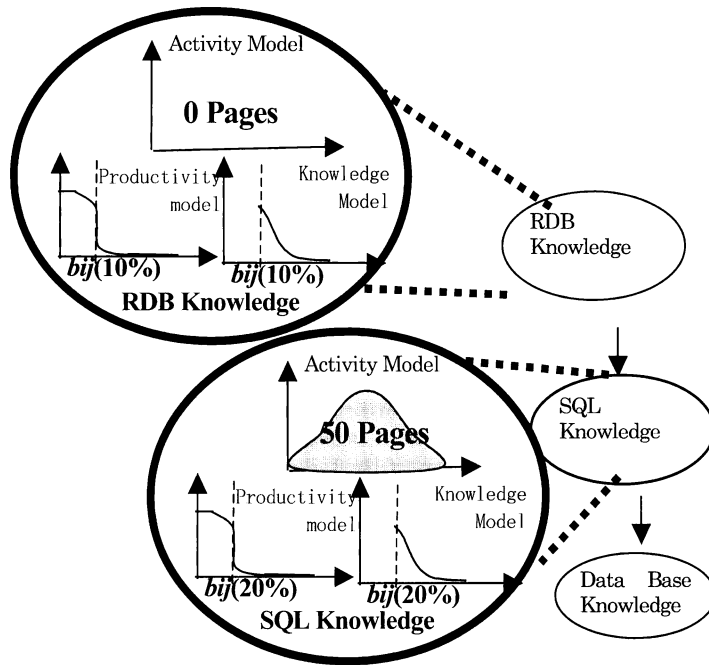 Activity Model
0 Pages
Productivity
model
Knowledge
Model
bij(10%)
bij(10%)
RDB Knowledge
RDB
Knowledge
Activity Model
50 Pages
Productivity
model
Knowledge
Model
bij(20%)
bij(20%)
SQL Knowledge
SQL
Knowledge
Data Base
Knowledge